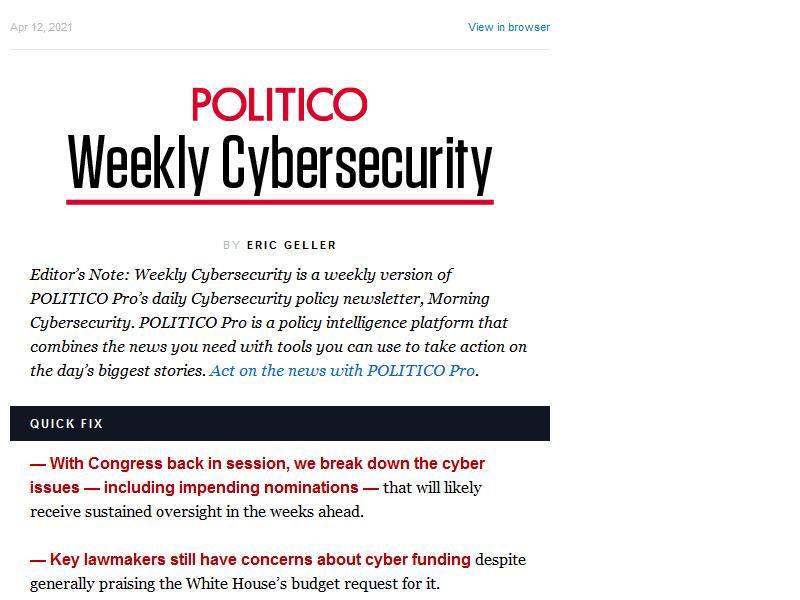 Apr 12, 2021 View in browser
POLITICO
Weekly Cybersecurity
BY ERIC GELLER
Editor’s Note: Weekly Cybersecurity is a weekly version of
POLITICO Pro’s daily Cybersecurity policy newsletter, Morning
Cybersecurity. POLITICO Pro is a policy intelligence platform that
combines the news you need with tools you can use to take action on
the day’s biggest stories. Act on the news with POLITICO Pro.
QUICK FIX
— With Congress back in session, we break down the cyber
issues — including impending nominations — that will likely
receive sustained oversight in the weeks ahead.
— Key lawmakers still have concerns about cyber funding despite
generally praising the White House’s budget request for it.